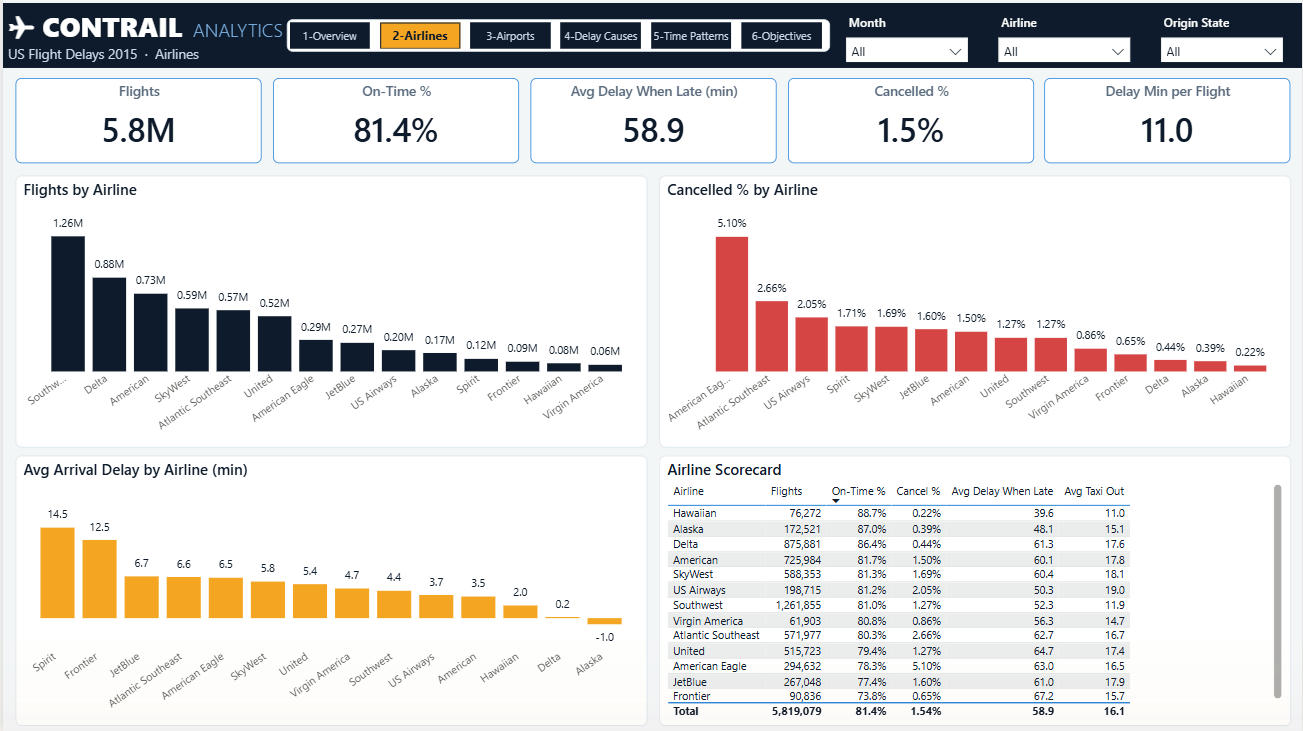 CONTRAIL ANALYTICS
US Flight Delays 2015 · Airlines
1-Overview
2-Airlines
3-Airports
4-Delay Causes
5-Time Patterns
6-Objectives
Month
All
Airline
All
Origin State
All
Flights
5.8M
On-Time %
81.4%
Avg Delay When Late (min)
58.9
Cancelled %
1.5%
Delay Min per Flight
11.0
Flights by Airline
1.26M
0.88M
0.73M
0.59M
0.57M
0.52M
0.29M
0.27M
0.20M
0.17M
0.12M
0.09M
0.08M
0.06M
Southw...
Delta
American
SkyWest
Atlantic Southeast
United
American Eagle
JetBlue
US Airways
Alaska
Spirit
Frontier
Hawaiian
Virgin America
Cancelled % by Airline
5.10%
2.66%
2.05%
1.71%
1.69%
1.60%
1.50%
1.27%
1.27%
0.86%
0.65%
0.44%
0.39%
0.22%
American Eag...
Atlantic Southeast
US Airways
Spirit
SkyWest
JetBlue
American
United
Southwest
Virgin America
Frontier
Delta
Alaska
Hawaiian
Avg Arrival Delay by Airline (min)
14.5
12.5
6.7
6.6
6.5
5.8
5.4
4.7
4.4
3.7
3.5
2.0
0.2
-1.0
Spirit
Frontier
JetBlue
Atlantic Southeast
American Eagle
SkyWest
United
Virgin America
Southwest
US Airways
American
Hawaiian
Delta
Alaska
Airline Scorecard
Airline Flights On-Time % Cancel % Avg Delay When Late Avg Taxi Out
Hawaiian 76,272 88.7% 0.22% 39.6 11.0
Alaska 172,521 87.0% 0.39% 48.1 15.1
Delta 875,881 86.4% 0.44% 61.3 17.6
American 725,984 81.7% 1.50% 60.1 17.8
SkyWest 588,353 81.3% 1.69% 60.4 18.1
US Airways 198,715 81.2% 2.05% 50.3 19.0
Southwest 1,261,855 81.0% 1.27% 52.3 11.9
Virgin America 61,903 80.8% 0.86% 56.3 14.7
Atlantic Southeast 571,977 80.3% 2.66% 62.7 16.7
United 515,723 79.4% 1.27% 64.7 17.4
American Eagle 294,632 78.3% 5.10% 63.0 16.5
JetBlue 267,048 77.4% 1.60% 61.0 17.9
Frontier 90,836 73.8% 0.65% 67.2 15.7
Total 5,819,079 81.4% 1.54% 58.9 16.1